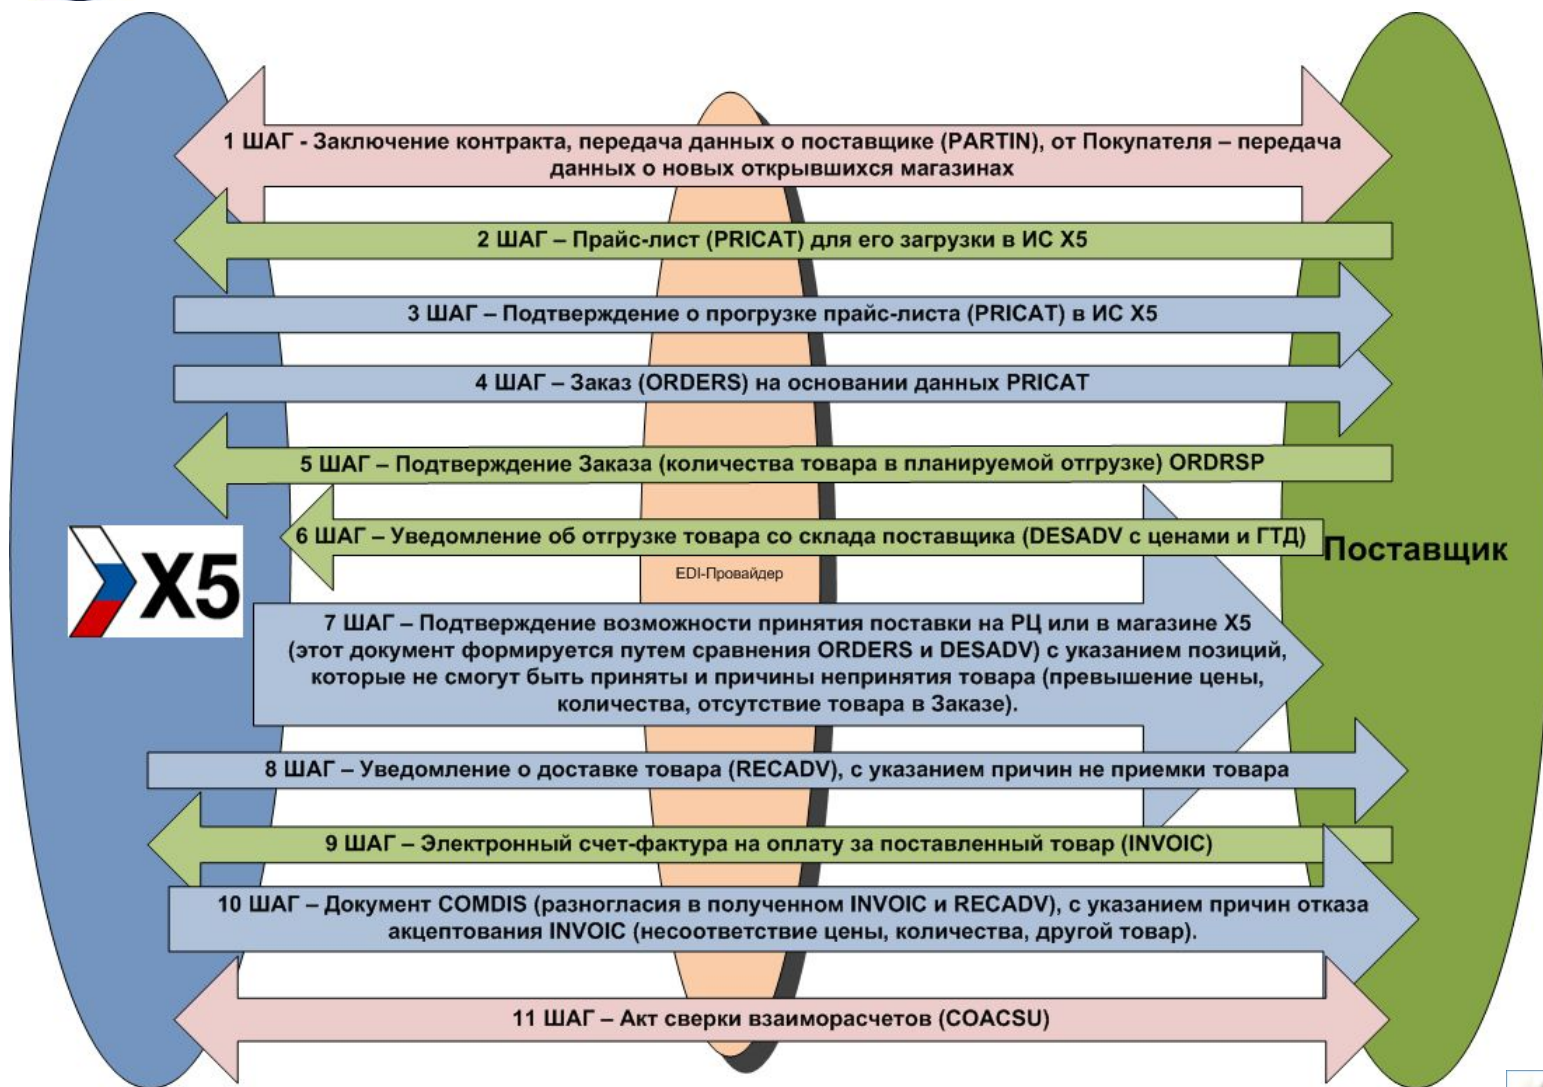 1 ШАГ - Заключение контракта, передача данных о поставщике (PARTIN), от Покупателя – передача
данных о новых открывшихся магазинах
2 ШАГ – Прайс-лист (PRICAT) для его загрузки в ИС X5
3 ШАГ – Подтверждение о прогрузке прайс-листа (PRICAT) в ИС X5
4 ШАГ – Заказ (ORDERS) на основании данных PRICAT
5 ШАГ – Подтверждение Заказа (количества товара в планируемой отгрузке) ORDRSP
6 ШАГ – Уведомление об отгрузке товара со склада поставщика (DESADV с ценами и ГТД)
Поставщик
EDI-Провайдер
X5
7 ШАГ – Подтверждение возможности принятия поставки на РЦ или в магазине X5
(этот документ формируется путем сравнения ORDERS и DESADV) с указанием позиций,
которые не смогут быть приняты и причины непринятия товара (превышение цены,
количества, отсутствие товара в Заказе).
8 ШАГ – Уведомление о доставке товара (RECADV), с указанием причин не приемки товара
9 ШАГ – Электронный счет-фактура на оплату за поставленный товар (INVOIC)
10 ШАГ – Документ COMDIS (разногласия в полученном INVOIC и RECADV), с указанием причин отказа
акцептования INVOIC (несоответствие цены, количества, другой товар).
11 ШАГ – Акт сверки взаиморасчетов (COACSU)